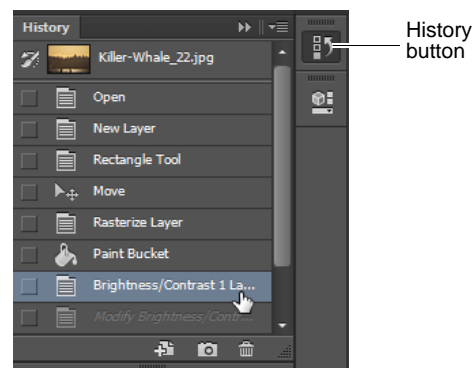 History
Killer-Whale_22.jpg
Open
New Layer
Rectangle Tool
Move
Rasterize Layer
Paint Bucket
Brightness/Contrast 1 La...
Modify Brightness/Contr...
History
button